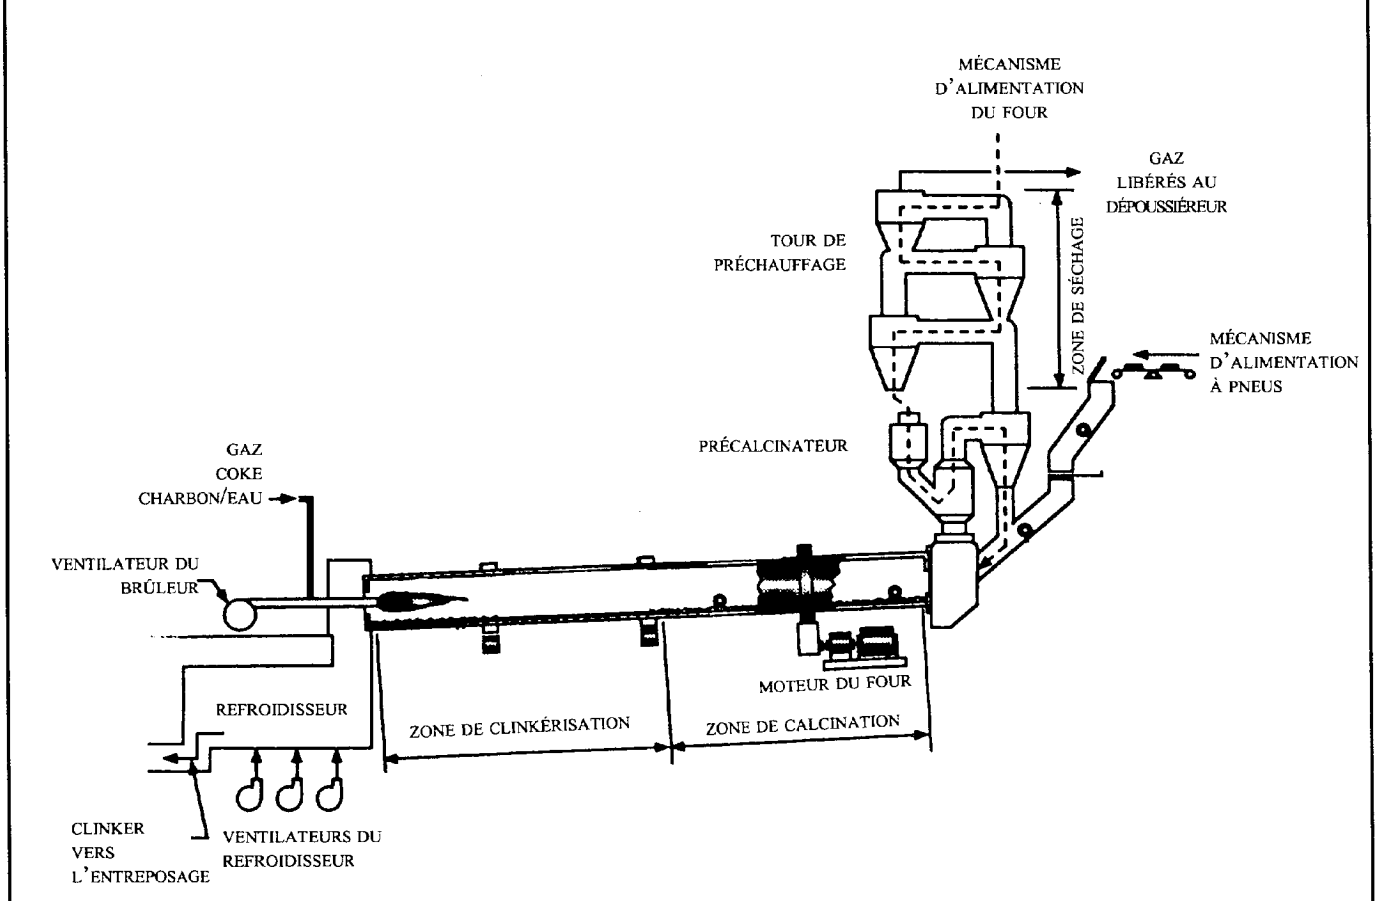 MÉCANISME
D'ALIMENTATION
DU FOUR
GAZ
LIBÉRÉS AU
DÉPOUSSIÉREUR
TOUR DE
PRÉCHAUFFAGE
ZONE DE SÉCHAGE
MÉCANISME
D'ALIMENTATION
À PNEUS
PRÉCALCINATEUR
GAZ
COKE
CHARBON/EAU
VENTILATEUR DU
BRÛLEUR
MOTEUR DU FOUR
REFROIDISSEUR
ZONE DE CLINKÉRISATION
ZONE DE CALCINATION
CLINKER
VERS
L'ENTREPOSAGE
VENTILATEURS DU
REFROIDISSEUR